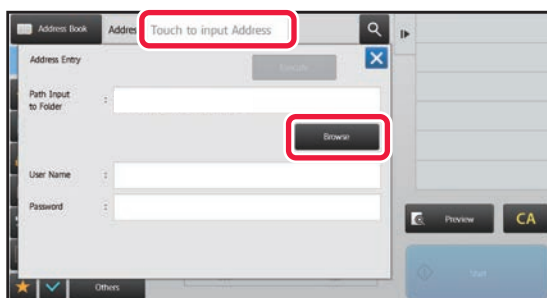 Address Book
Address
Touch to input Address
Address Entry
Execute
Path Input
to Folder :
Browse
User Name :
Password :
Preview
CA
Start
Others